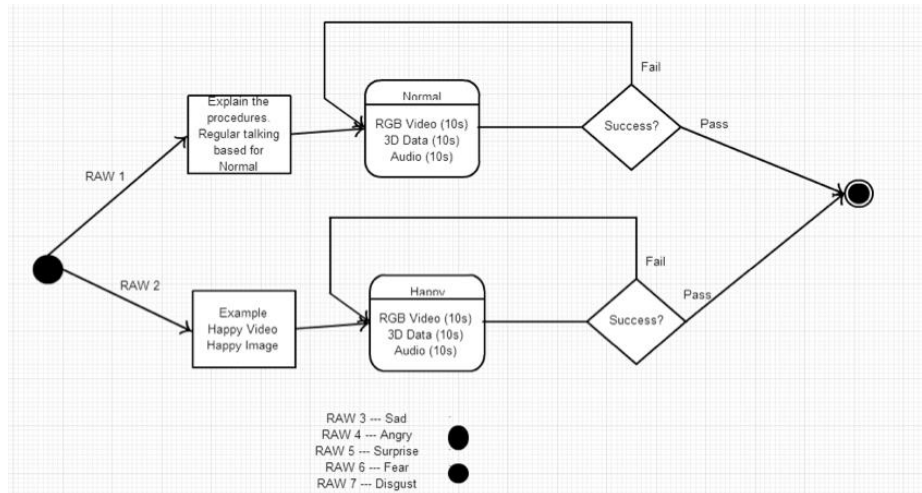 Fail
Explain the
procedures.
Regular talking
based for
Normal
Normal
RGB Video (10s)
3D Data (10s)
Audio (10s)
Success?
Pass
RAW 1
RAW 2
Example
Happy Video
Happy Image
Happy
RGB Video (10s)
3D Data (10s)
Audio (10s)
Fail
Success?
Pass
RAW 3 --- Sad
RAW 4 --- Angry
RAW 5 --- Surprise
RAW 6 --- Fear
RAW 7 --- Disgust